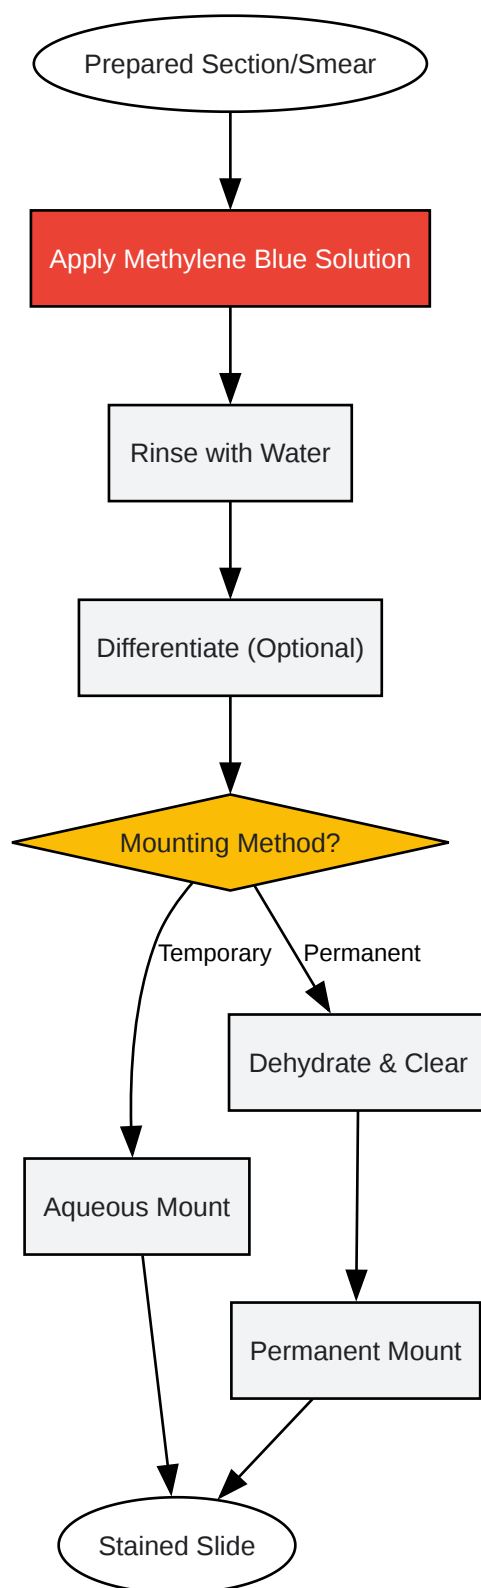 Prepared Section/Smear
Apply Methylene Blue Solution
Rinse with Water
Differentiate (Optional)
Mounting Method?
Temporary
Permanent
Dehydrate & Clear
Aqueous Mount
Permanent Mount
Stained Slide